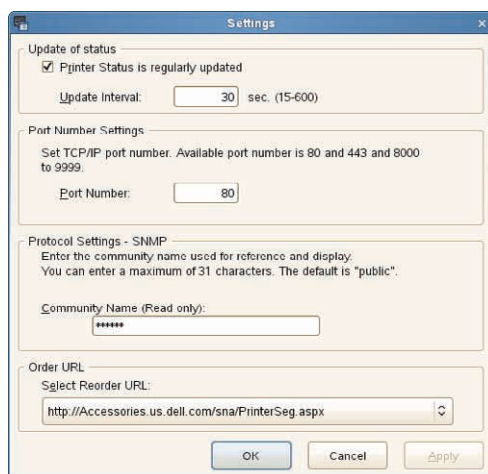 Settings
Update of status
Printer Status is regularly updated
Update Interval: 30 sec. (15-600)
Port Number Settings
Set TCP/IP port number. Available port number is 80 and 443 and 8000
to 9999.
Port Number: 80
Protocol Settings - SNMP
Enter the community name used for reference and display.
You can enter a maximum of 31 characters. The default is "public".
Community Name (Read only):
******
Order URL
Select Reorder URL:
http://Accessories.us.dell.com/sna/PrinterSeg.aspx
OK Cancel Apply